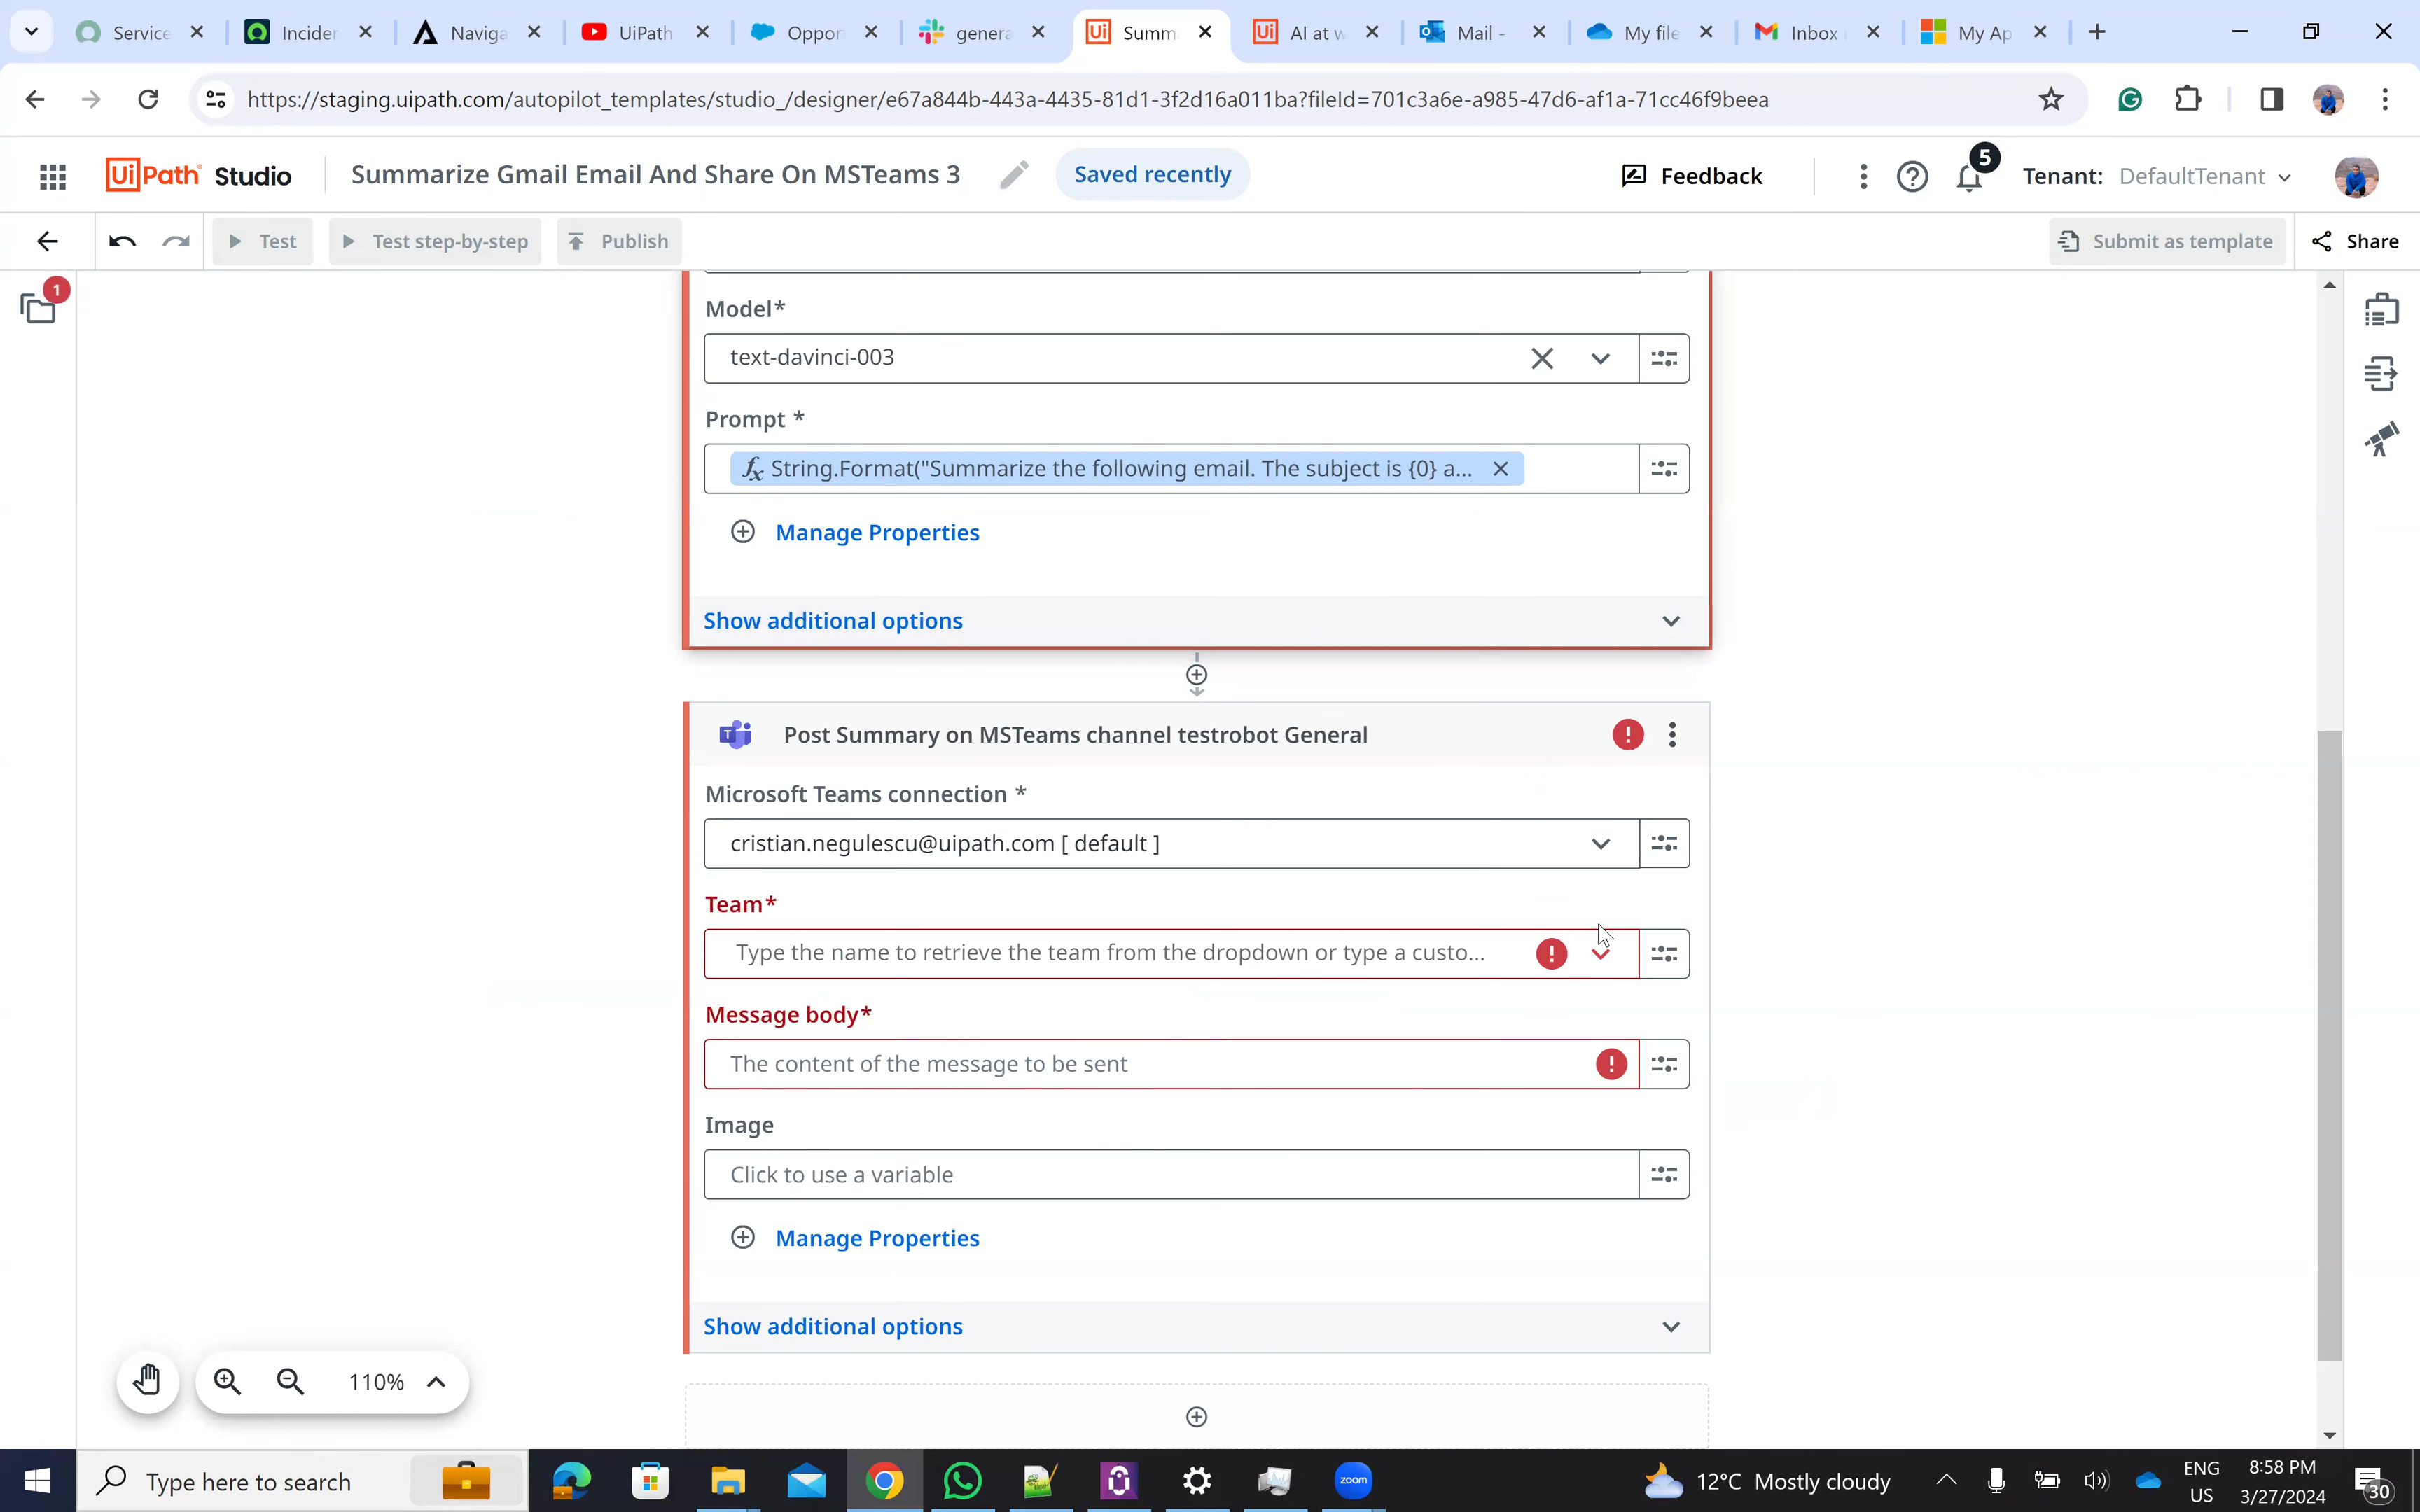 Service
Inciden
Naviga
UiPath
Oppor
genera
Summ
AI at w
Mail -
My file
Inbox
My Ap
https://staging.uipath.com/autopilot_templates/studio_/designer/e67a844b-443a-4435-81d1-3f2d16a011ba?fileId=701c3a6e-a985-47d6-af1a-71cc46f9beea
UiPath Studio
Summarize Gmail Email And Share On MSTeams 3
Saved recently
Feedback
5
Tenant: DefaultTenant
Test
Test step-by-step
Publish
Submit as template
Share
1
Model*
text-davinci-003
Prompt *
fx String.Format("Summarize the following email. The subject is {0} a...
Manage Properties
Show additional options
Post Summary on MSTeams channel testrobot General
Microsoft Teams connection *
cristian.negulescu@uipath.com [ default ]
Team*
Type the name to retrieve the team from the dropdown or type a custo...
Message body*
The content of the message to be sent
Image
Click to use a variable
Manage Properties
Show additional options
110%
Type here to search
zoom
12°C Mostly cloudy
ENG
US
8:58 PM
3/27/2024
30